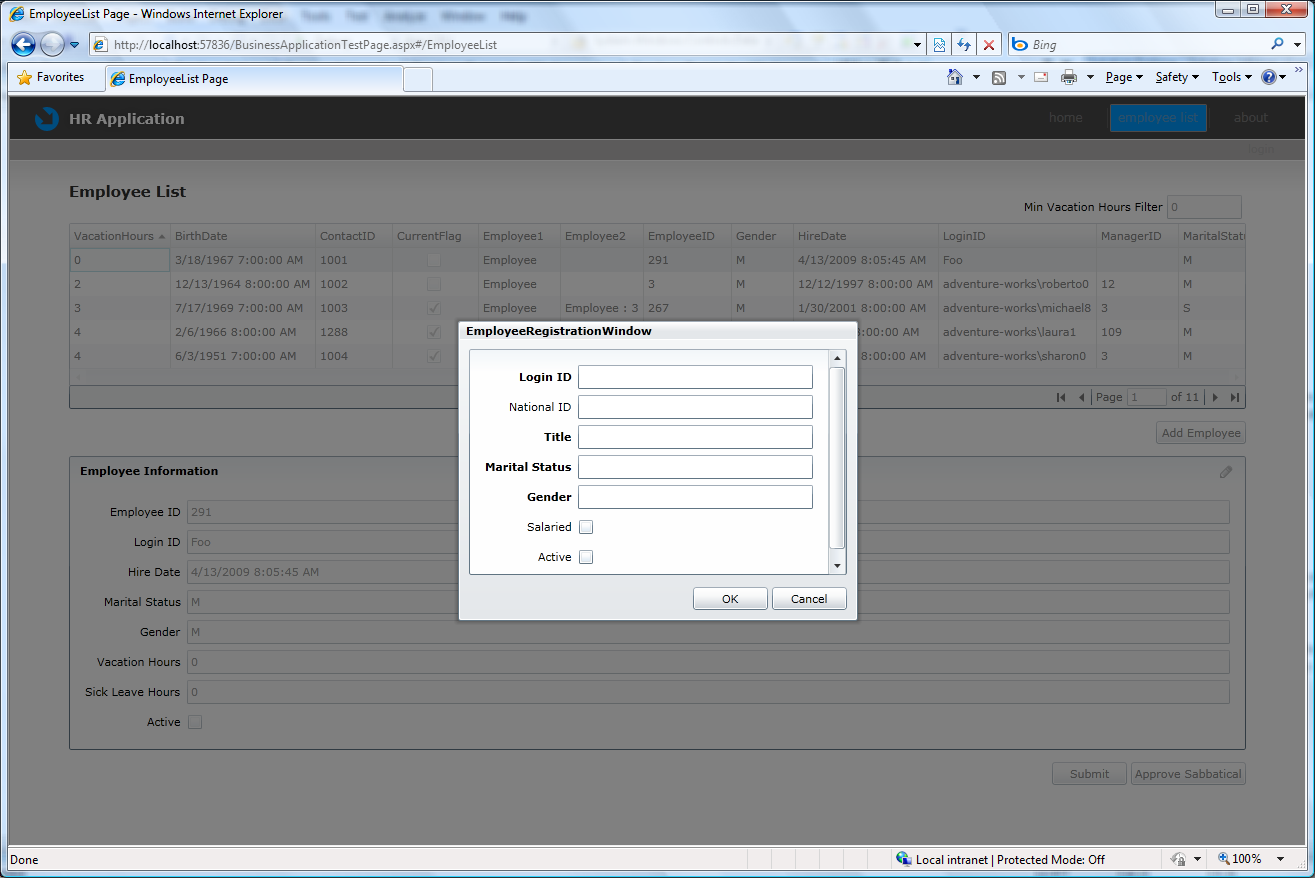 EmployeeList Page - Windows Internet Explorer
http://localhost:57836/BusinessApplicationTestPage.aspx#/EmployeeList
Bing
Favorites
EmployeeList Page
Page
Safety
Tools
HR Application
home
employee list
about
login
Employee List
Min Vacation Hours Filter 0
VacationHours BirthDate ContactID CurrentFlag Employee1 Employee2 EmployeeID Gender HireDate LoginID ManagerID MaritalStatu
0 3/18/1967 7:00:00 AM 1001 Employee 291 M 4/13/2009 8:05:45 AM Foo M
2 12/13/1964 8:00:00 AM 1002 Employee 3 M 12/12/1997 8:00:00 AM adventure-works\roberto0 12 M
3 7/17/1969 7:00:00 AM 1003 Employee Employee : 3 267 M 1/30/2001 8:00:00 AM adventure-works\michael8 3 S
4 2/6/1966 8:00:00 AM 1288 8:00:00 AM adventure-works\laura1 109 M
4 6/3/1951 7:00:00 AM 1004 8:00:00 AM adventure-works\sharon0 3 M
Page 1 of 11
Add Employee
EmployeeRegistrationWindow
Login ID
National ID
Title
Marital Status
Gender
Salaried
Active
OK
Cancel
Employee Information
Employee ID 291
Login ID Foo
Hire Date 4/13/2009 8:05:45 AM
Marital Status M
Gender M
Vacation Hours 0
Sick Leave Hours 0
Active
Submit
Approve Sabbatical
Done
Local intranet | Protected Mode: Off
100%